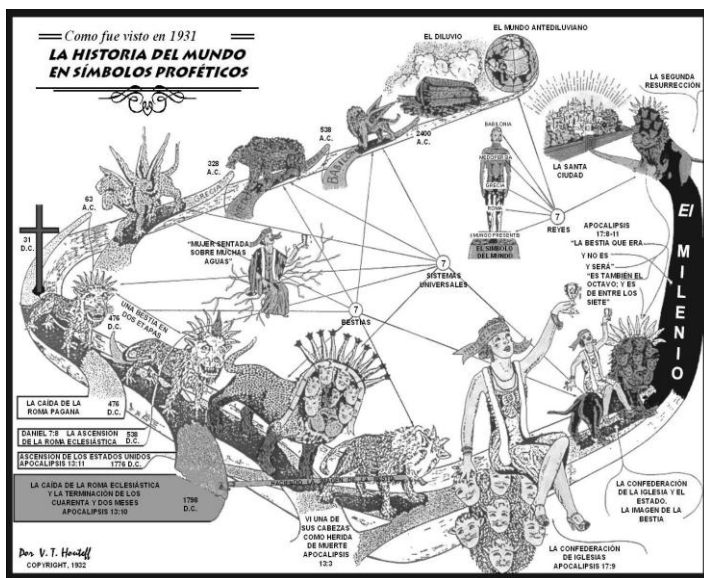 Como fue visto en 1931
LA HISTORIA DEL MUNDO
EN SÍMBOLOS PROFÉTICOS
EL DILUVIO
EL MUNDO ANTEDILUVIANO
LA SEGUNDA
RESURRECCIÓN
LA SANTA
CIUDAD
2400
A.C.
538
A.C.
328
A.C.
GRECIA
63
A.C.
31
D.C.
BABILONIA
GRECIA
ROMA
EL SÍMBOLO
DEL MUNDO
7
REYES
"MUJER SENTADA
SOBRE MUCHAS
AGUAS"
7
SISTEMAS
UNIVERSALES
7
BESTIAS
APOCALIPSIS
17:8-11
"LA BESTIA QUE ERA
Y NO ES
Y SERÁ"
"ES TAMBIÉN EL
OCTAVO; Y ES
DE ENTRE LOS
SIETE"
El MILENIO
UNA BESTIA EN
DOS ETAPAS
476
D.C.
LA CAÍDA DE LA
ROMA PAGANA
476
D.C.
DANIEL 7:8 LA ASCENSION
DE LA ROMA ECLESIÁSTICA
538
D.C.
ASCENSION DE LOS ESTADOS UNIDOS
APOCALIPSIS 13:11
1776 D.C.
LA CAÍDA DE LA ROMA ECLESIÁSTICA
Y LA TERMINACIÓN DE LOS
CUARENTA Y DOS MESES
APOCALIPSIS 13:10
1798
D.C.
VI UNA DE
SUS CABEZAS
COMO HERIDA
DE MUERTE
APOCALIPSIS
13:3
LA CONFEDERACIÓN
DE IGLESIAS
APOCALIPSIS 17:9
LA CONFEDERACIÓN
DE LA IGLESIA Y EL
ESTADO.
LA IMAGEN DE LA
BESTIA
Por V. T. Houteff
COPYRIGHT, 1932